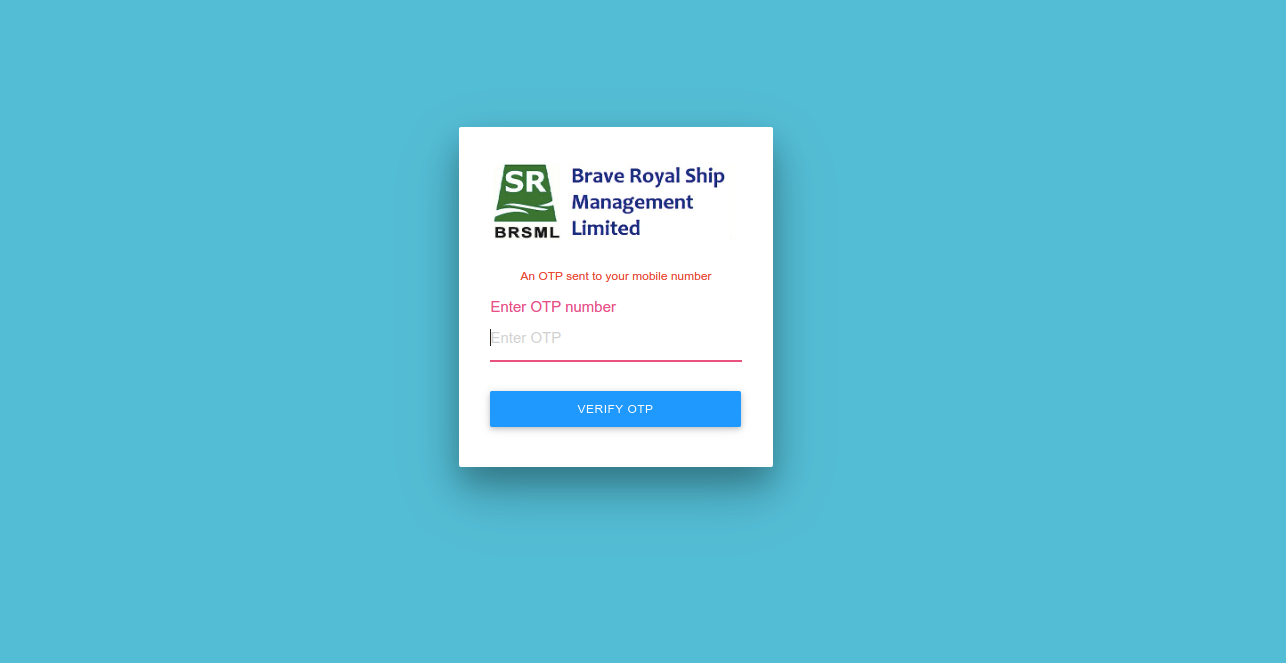 SR
BRSML
Brave Royal Ship
Management
Limited
An OTP sent to your mobile number
Enter OTP number
Enter OTP
VERIFY OTP